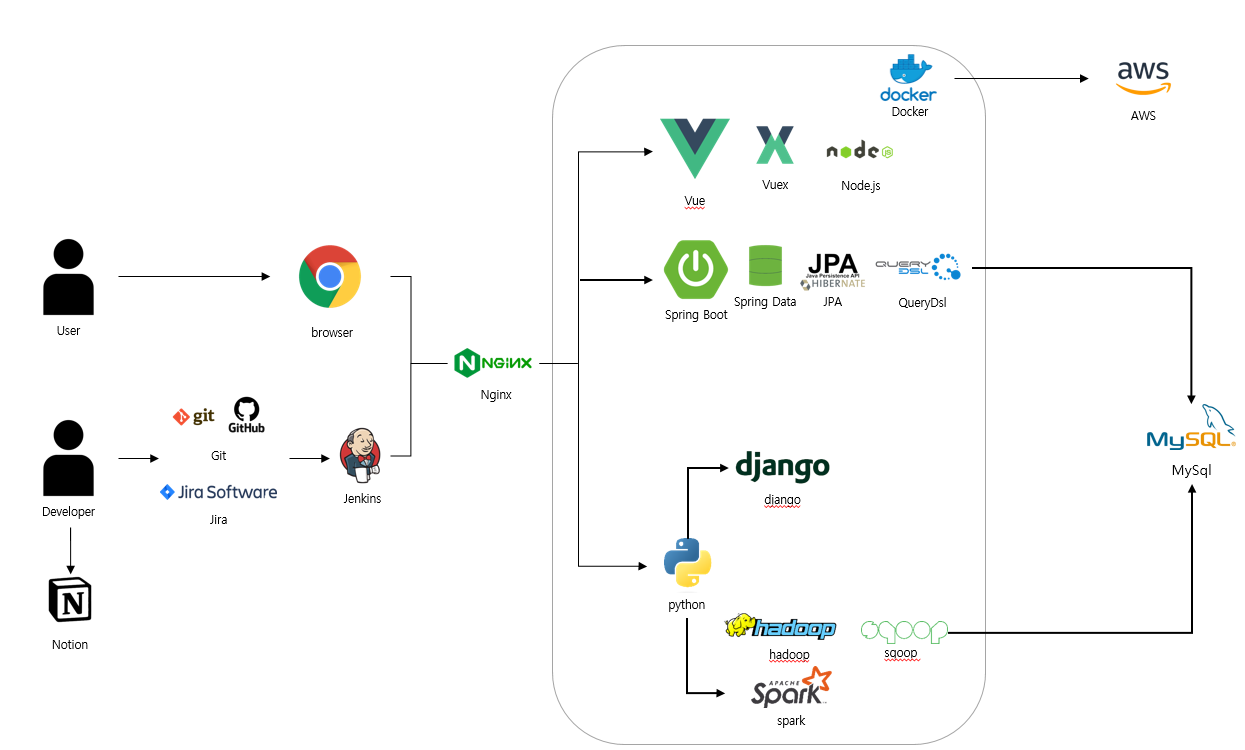 docker
Docker
aws
AWS
Vue
Vuex
node JS
Node.js
User
browser
Spring Boot
Spring Data
JPA
Java Persistence API
HIBERNATE
JPA
QUERY
DSL
QueryDsl
NGINX
Nginx
git
GitHub
Git
Jira Software
Jira
Developer
Jenkins
N
Notion
MySQL®
MySql
django
django
python
hadoop
hadoop
sqoop
sqoop
APACHE
Spark
spark